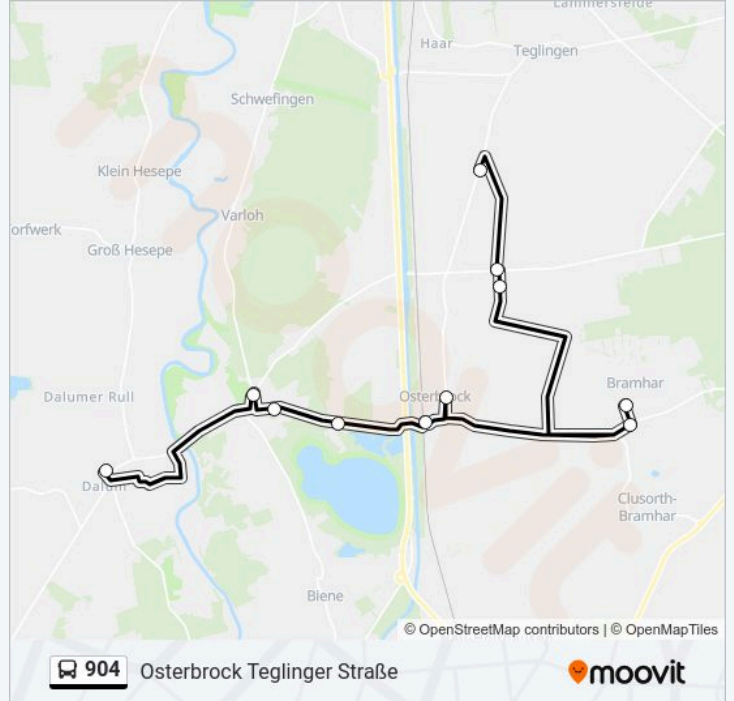 Lammersfelde
Haar
Teglingen
Schwefingen
Klein Hesepe
Varloh
orfwerk
Groß Hesepe
Bramhar
Dalumer Rull
Osterbrock
Dalum
Clusorth-
Bramhar
Biene
© OpenStreetMap contributors | © OpenMapTiles
904 Osterbrock Teglinger Straße
moovit